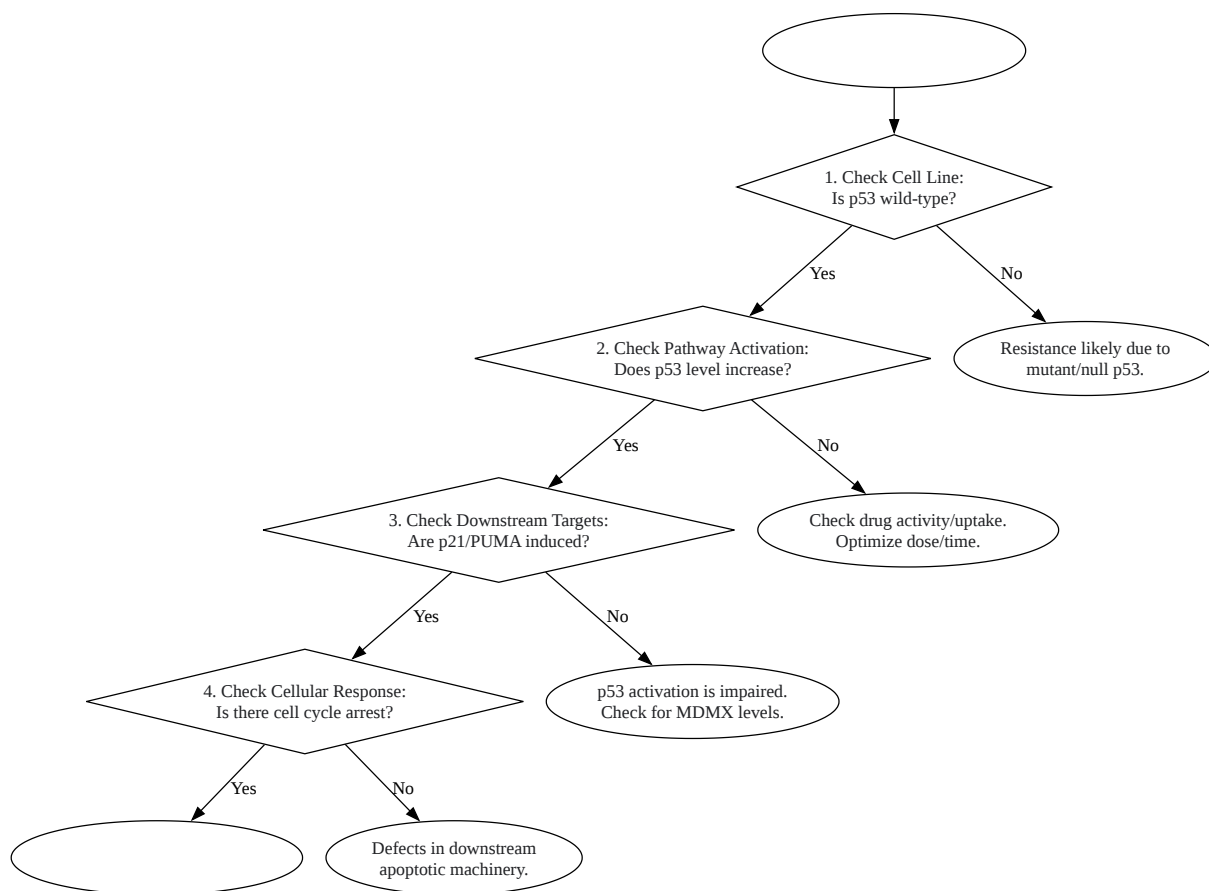 1. Check Cell Line:
Is p53 wild-type?
Yes
No
2. Check Pathway Activation:
Does p53 level increase?
Resistance likely due to
mutant/null p53.
Yes
No
3. Check Downstream Targets:
Are p21/PUMA induced?
Check drug activity/uptake.
Optimize dose/time.
Yes
No
4. Check Cellular Response:
Is there cell cycle arrest?
p53 activation is impaired.
Check for MDMX levels.
Yes
No
Defects in downstream
apoptotic machinery.